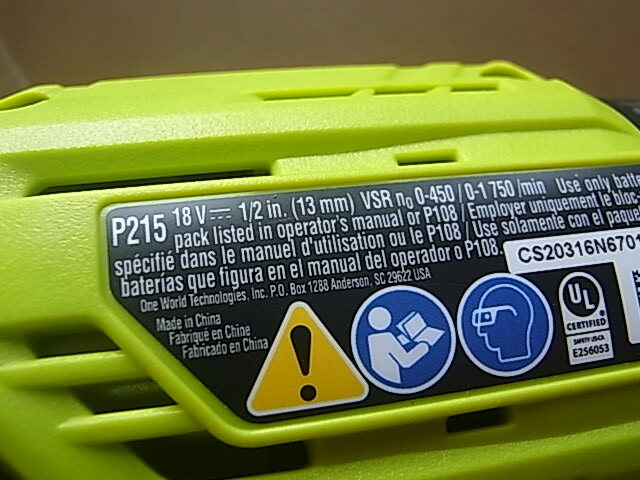 P215 18 V⎓ 1/2 in. (13 mm) VSR n₀ 0-450 / 0-1 750 /min Use only
pack listed in operator's manual or P108 / Employer uniquement le
spécifié dans le manuel d'utilisation ou le P108 / Use solamente con el
baterías que figura en el manual del operador o P108.
CS20316N6701
One World Technologies, Inc. P.O. Box 1288 Anderson, SC 29622 USA
Made in China
Fabriqué en Chine
Fabricado en China
UL
CERTIFIED
SAFETY US-CA
E256053